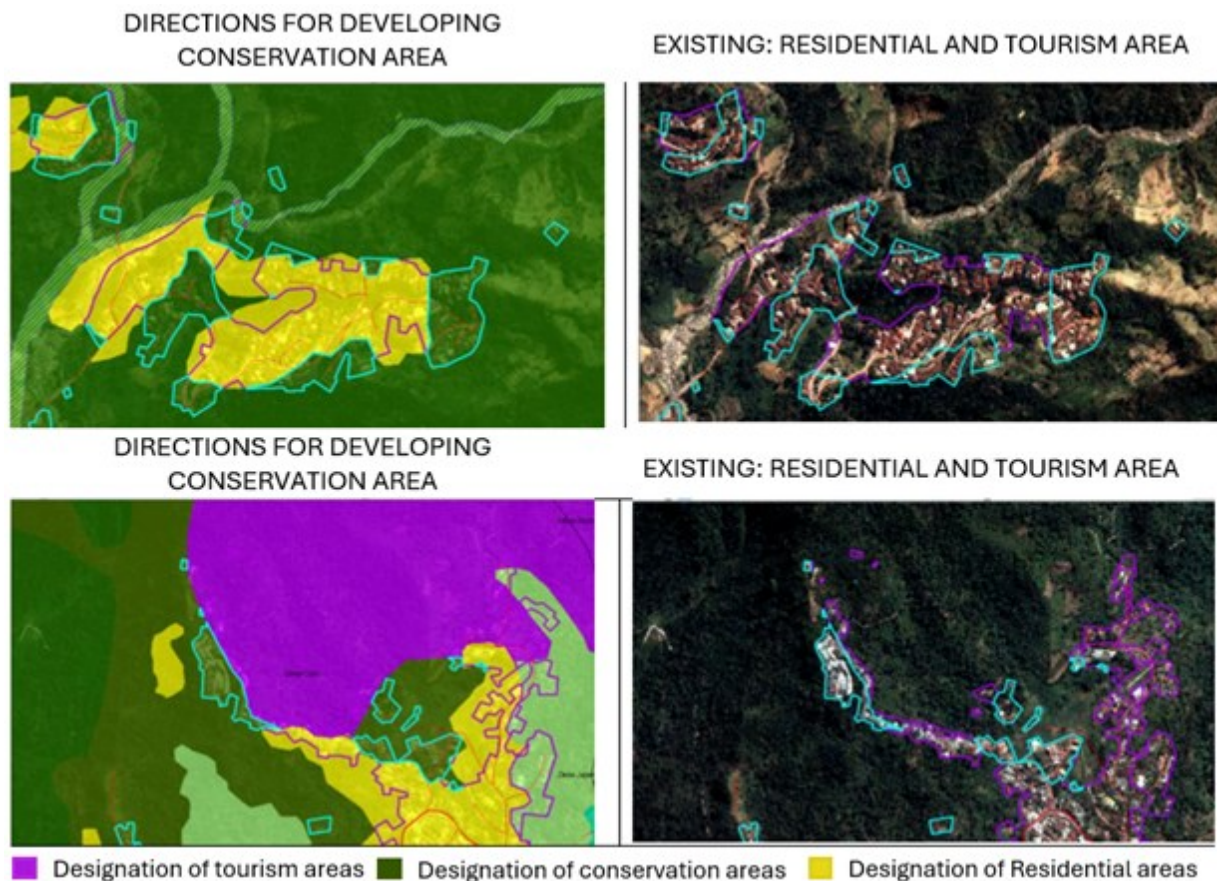 DIRECTIONS FOR DEVELOPING
CONSERVATION AREA
EXISTING: RESIDENTIAL AND TOURISM AREA
DIRECTIONS FOR DEVELOPING
CONSERVATION AREA
EXISTING: RESIDENTIAL AND TOURISM AREA
Designation of tourism areas
Designation of conservation areas
Designation of Residential areas